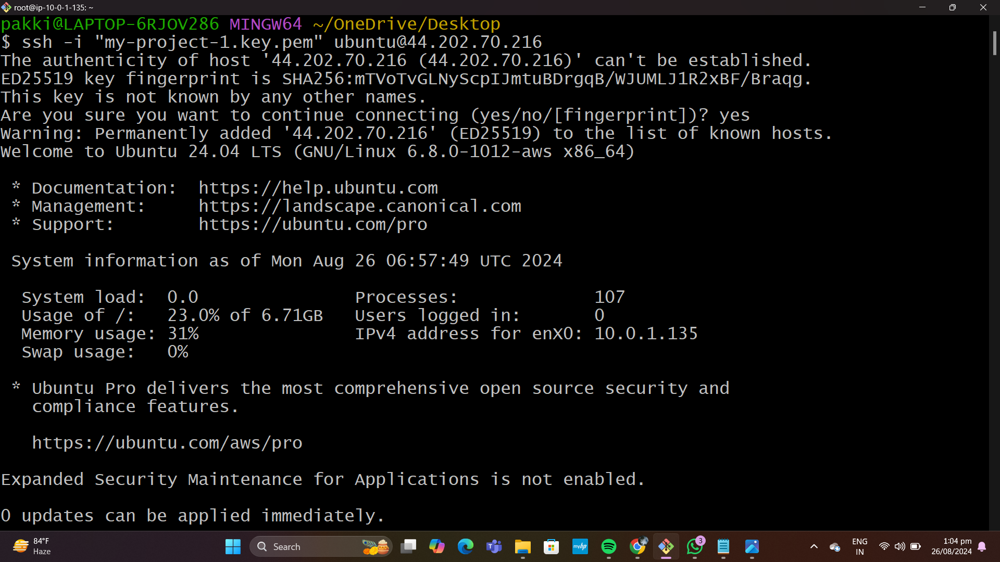 root@ip-10-0-1-135: ~
pakki@LAPTOP-6RJOV286 MINGW64 ~/OneDrive/Desktop
$ ssh -i "my-project-1.key.pem" ubuntu@44.202.70.216
The authenticity of host '44.202.70.216 (44.202.70.216)' can't be established.
ED25519 key fingerprint is SHA256:mTVoTvGLNyScpIJmtuBDrgqB/WJUMLJ1R2xBF/Braqg.
This key is not known by any other names.
Are you sure you want to continue connecting (yes/no/[fingerprint])? yes
Warning: Permanently added '44.202.70.216' (ED25519) to the list of known hosts.
Welcome to Ubuntu 24.04 LTS (GNU/Linux 6.8.0-1012-aws x86_64)
* Documentation: https://help.ubuntu.com
* Management: https://landscape.canonical.com
* Support: https://ubuntu.com/pro
System information as of Mon Aug 26 06:57:49 UTC 2024
System load: 0.0 Processes: 107
Usage of /: 23.0% of 6.71GB Users logged in: 0
Memory usage: 31% IPv4 address for enX0: 10.0.1.135
Swap usage: 0%
* Ubuntu Pro delivers the most comprehensive open source security and
compliance features.
https://ubuntu.com/aws/pro
Expanded Security Maintenance for Applications is not enabled.
0 updates can be applied immediately.
84°F
Haze
Search
myhp
3
ENG
IN
1:04 pm
26/08/2024